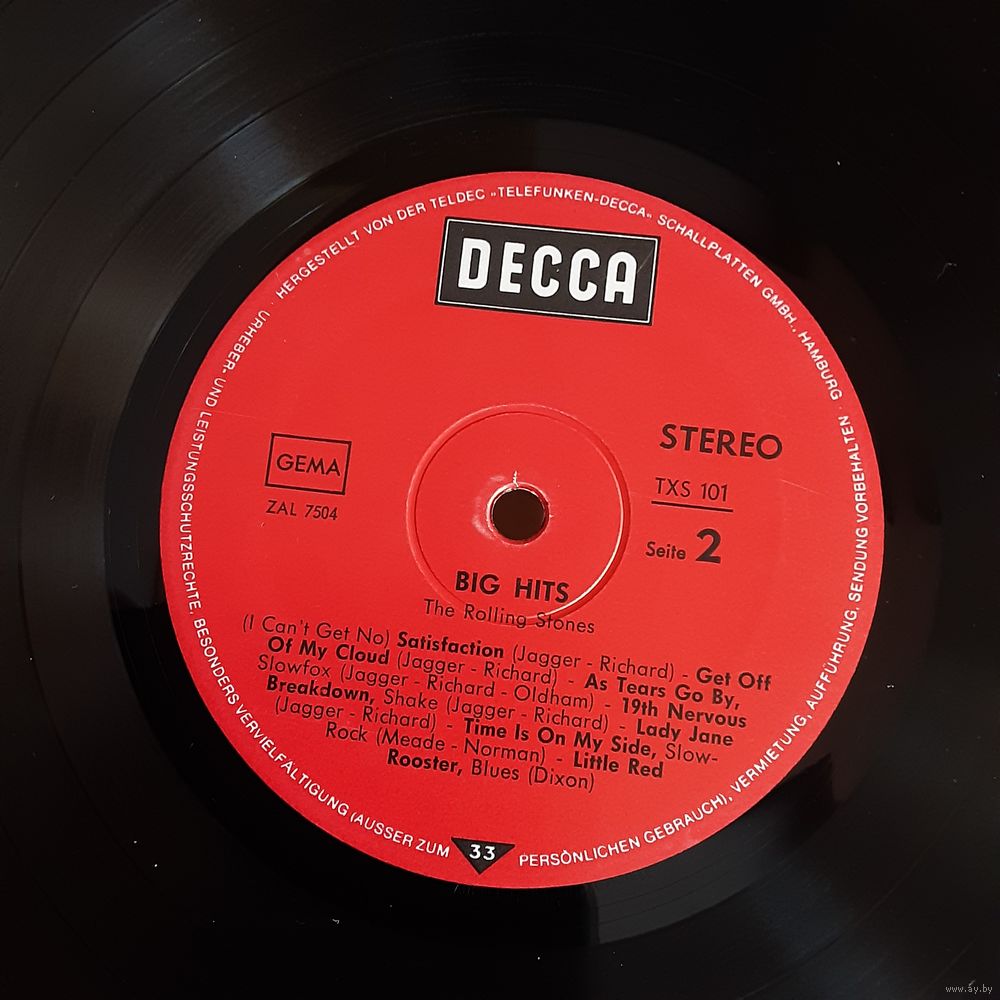 HERGESTELLT VON DER TELDEC »TELEFUNKEN-DECCA« SCHALLPLATTEN GMBH., HAMBURG · URHEBER- UND LEISTUNGSSCHUTZRECHTE, BESONDERS VERVIELFÄLTIGUNG (AUSSER ZUM PERSÖNLICHEN GEBRAUCH), VERMIETUNG, AUFFÜHRUNG, SENDUNG VORBEHALTEN ·
DECCA
STEREO
GEMA
TXS 101
ZAL 7504
Seite 2
BIG HITS
The Rolling Stones
(I Can't Get No) Satisfaction (Jagger - Richard) - Get Off
Of My Cloud (Jagger - Richard) - As Tears Go By,
Slowfox (Jagger - Richard - Oldham) - 19th Nervous
Breakdown, Shake (Jagger - Richard) - Lady Jane
(Jagger - Richard) - Time Is On My Side, Slow-
Rock (Meade - Norman) - Little Red
Rooster, Blues (Dixon)
33
www.ay.by